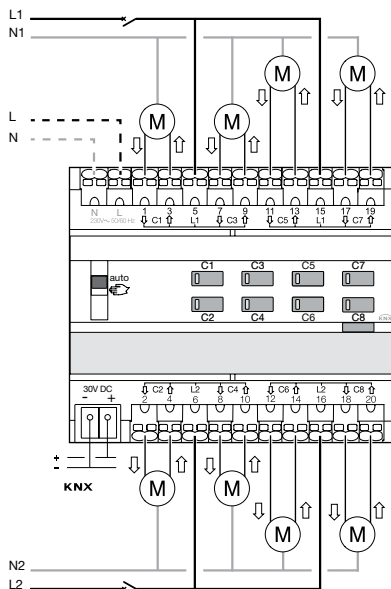 L1
N1
M M
M M
L
N
N L 1 3 5 7 9 11 13 15 17 19
230V~ 50/60 Hz C1 L1 C3 C5 L1 C7
auto
C1 C3 C5 C7
C2 C4 C6 C8
KNX
30V DC C2 L2 C4 C6 L2 C8
- + 2 4 6 8 10 12 14 16 18 20
+
-
KNX
M M
M M
N2
L2